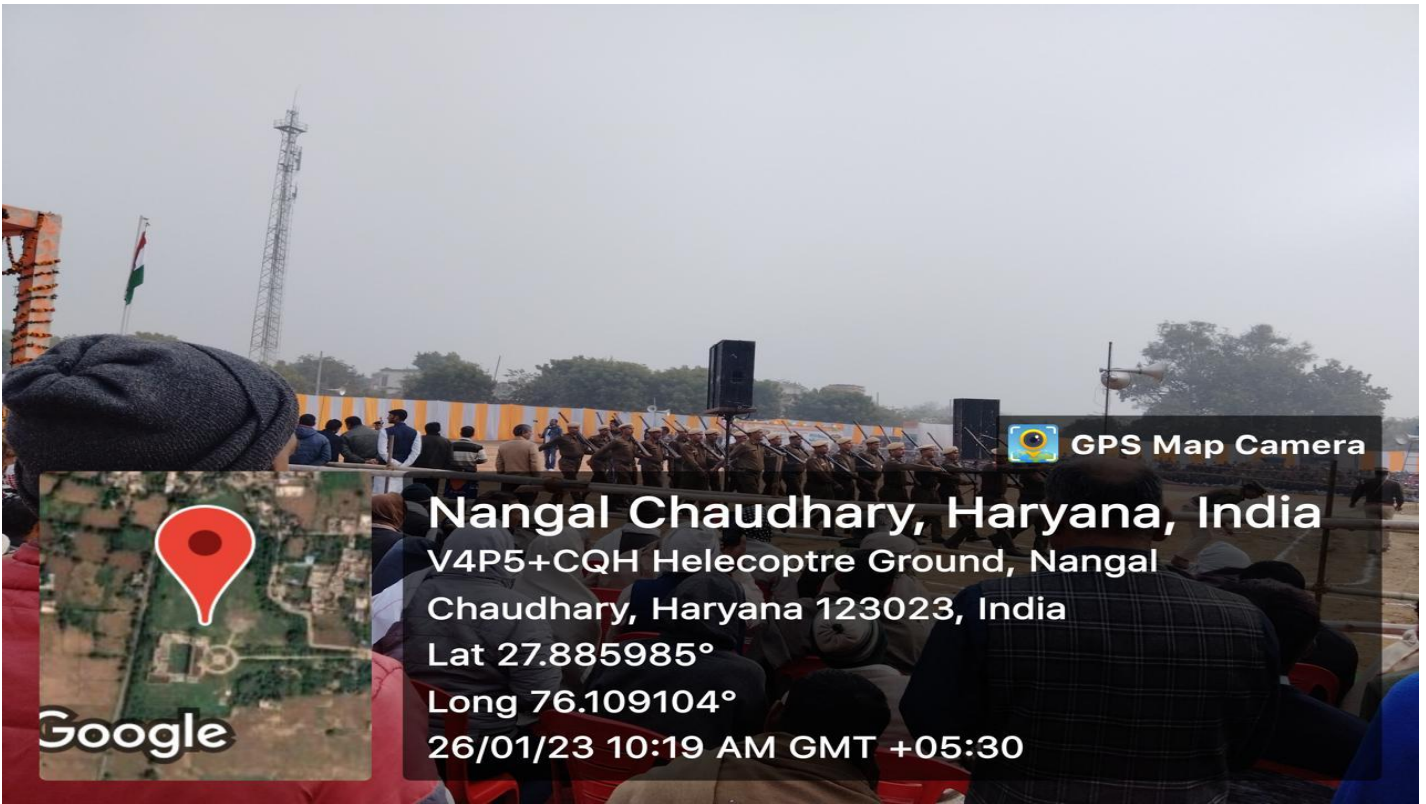 GPS Map Camera
Nangal Chaudhary, Haryana, India
V4P5+CQH Helecoptre Ground, Nangal
Chaudhary, Haryana 123023, India
Lat 27.885985°
Long 76.109104°
26/01/23 10:19 AM GMT +05:30
Google